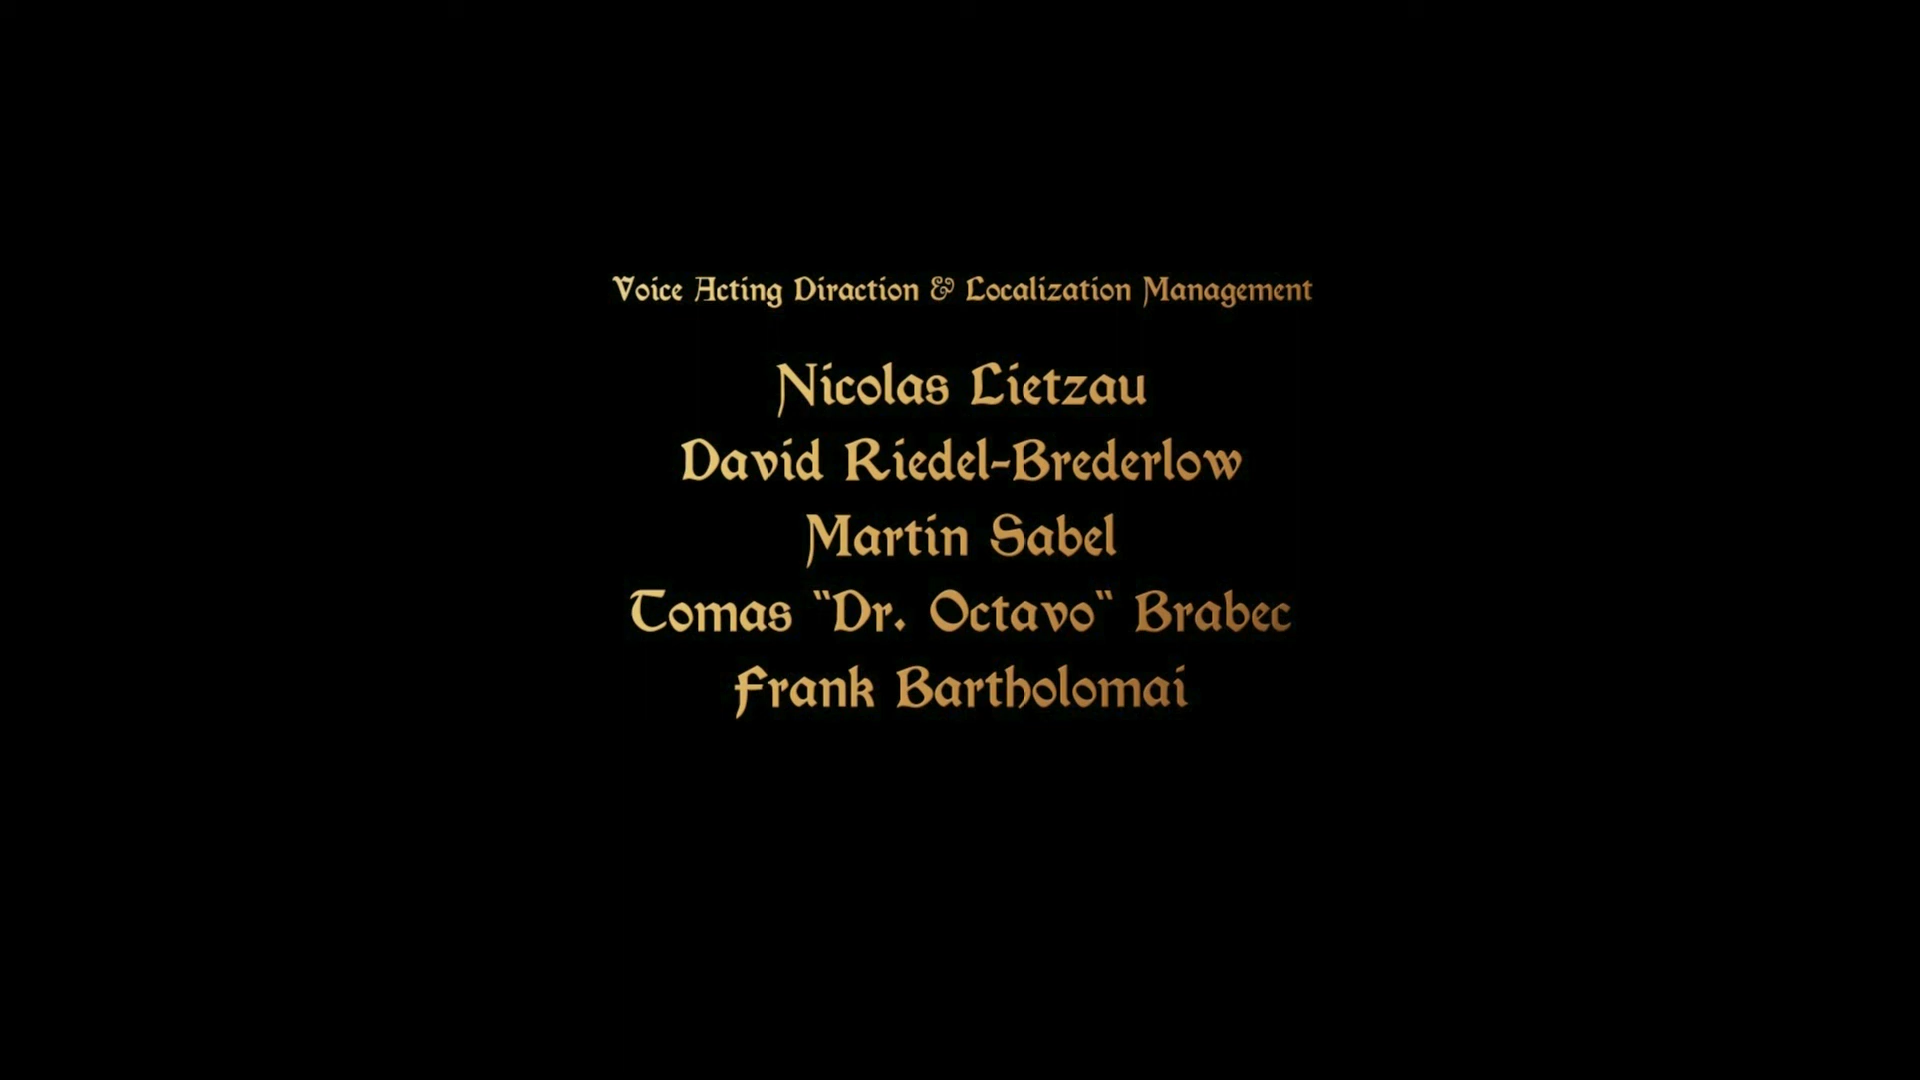 Voice Acting Diraction & Localization Management
Nicolas Lietzau
David Riedel-Brederlow
Martin Sabel
Tomas “Dr. Octavo“ Brabec
Frank Bartholomai